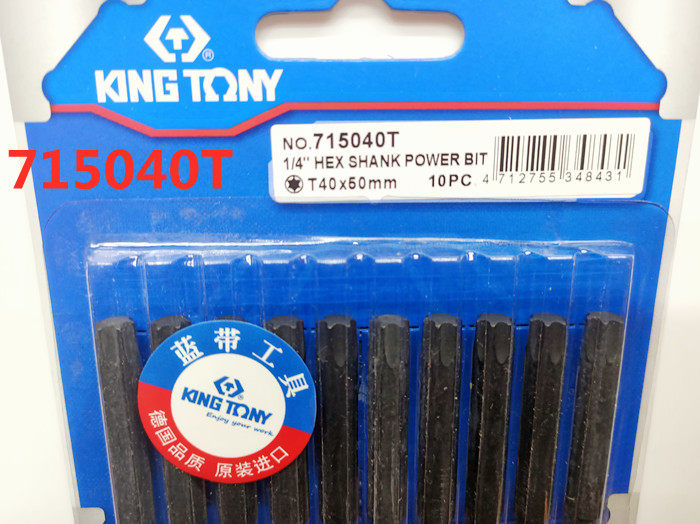 ®
KING TONY
NO.715040T
1/4" HEX SHANK POWER BIT
T40x50mm 10PC.
4 712755 348431
715040T
蓝带工具
®
KING TONY
Enjoy your work
德国品质 原装进口